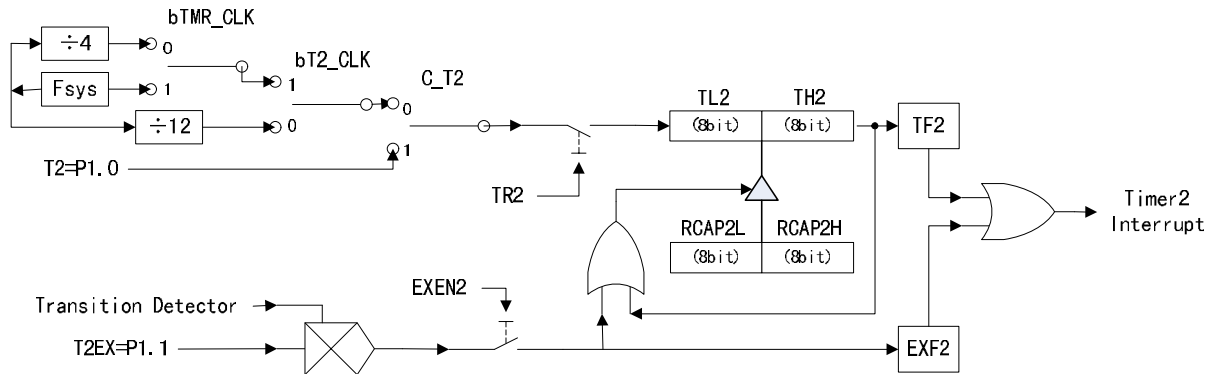 bTMR_CLK
÷4
0
bT2_CLK
1
C_T2
Fsys
1
0
TL2
TH2
÷12
0
(8bit)
(8bit)
TF2
T2=P1.0
1
TR2
Timer2
Interrupt
RCAP2L
RCAP2H
(8bit)
(8bit)
EXEN2
Transition Detector
T2EX=P1.1
EXF2